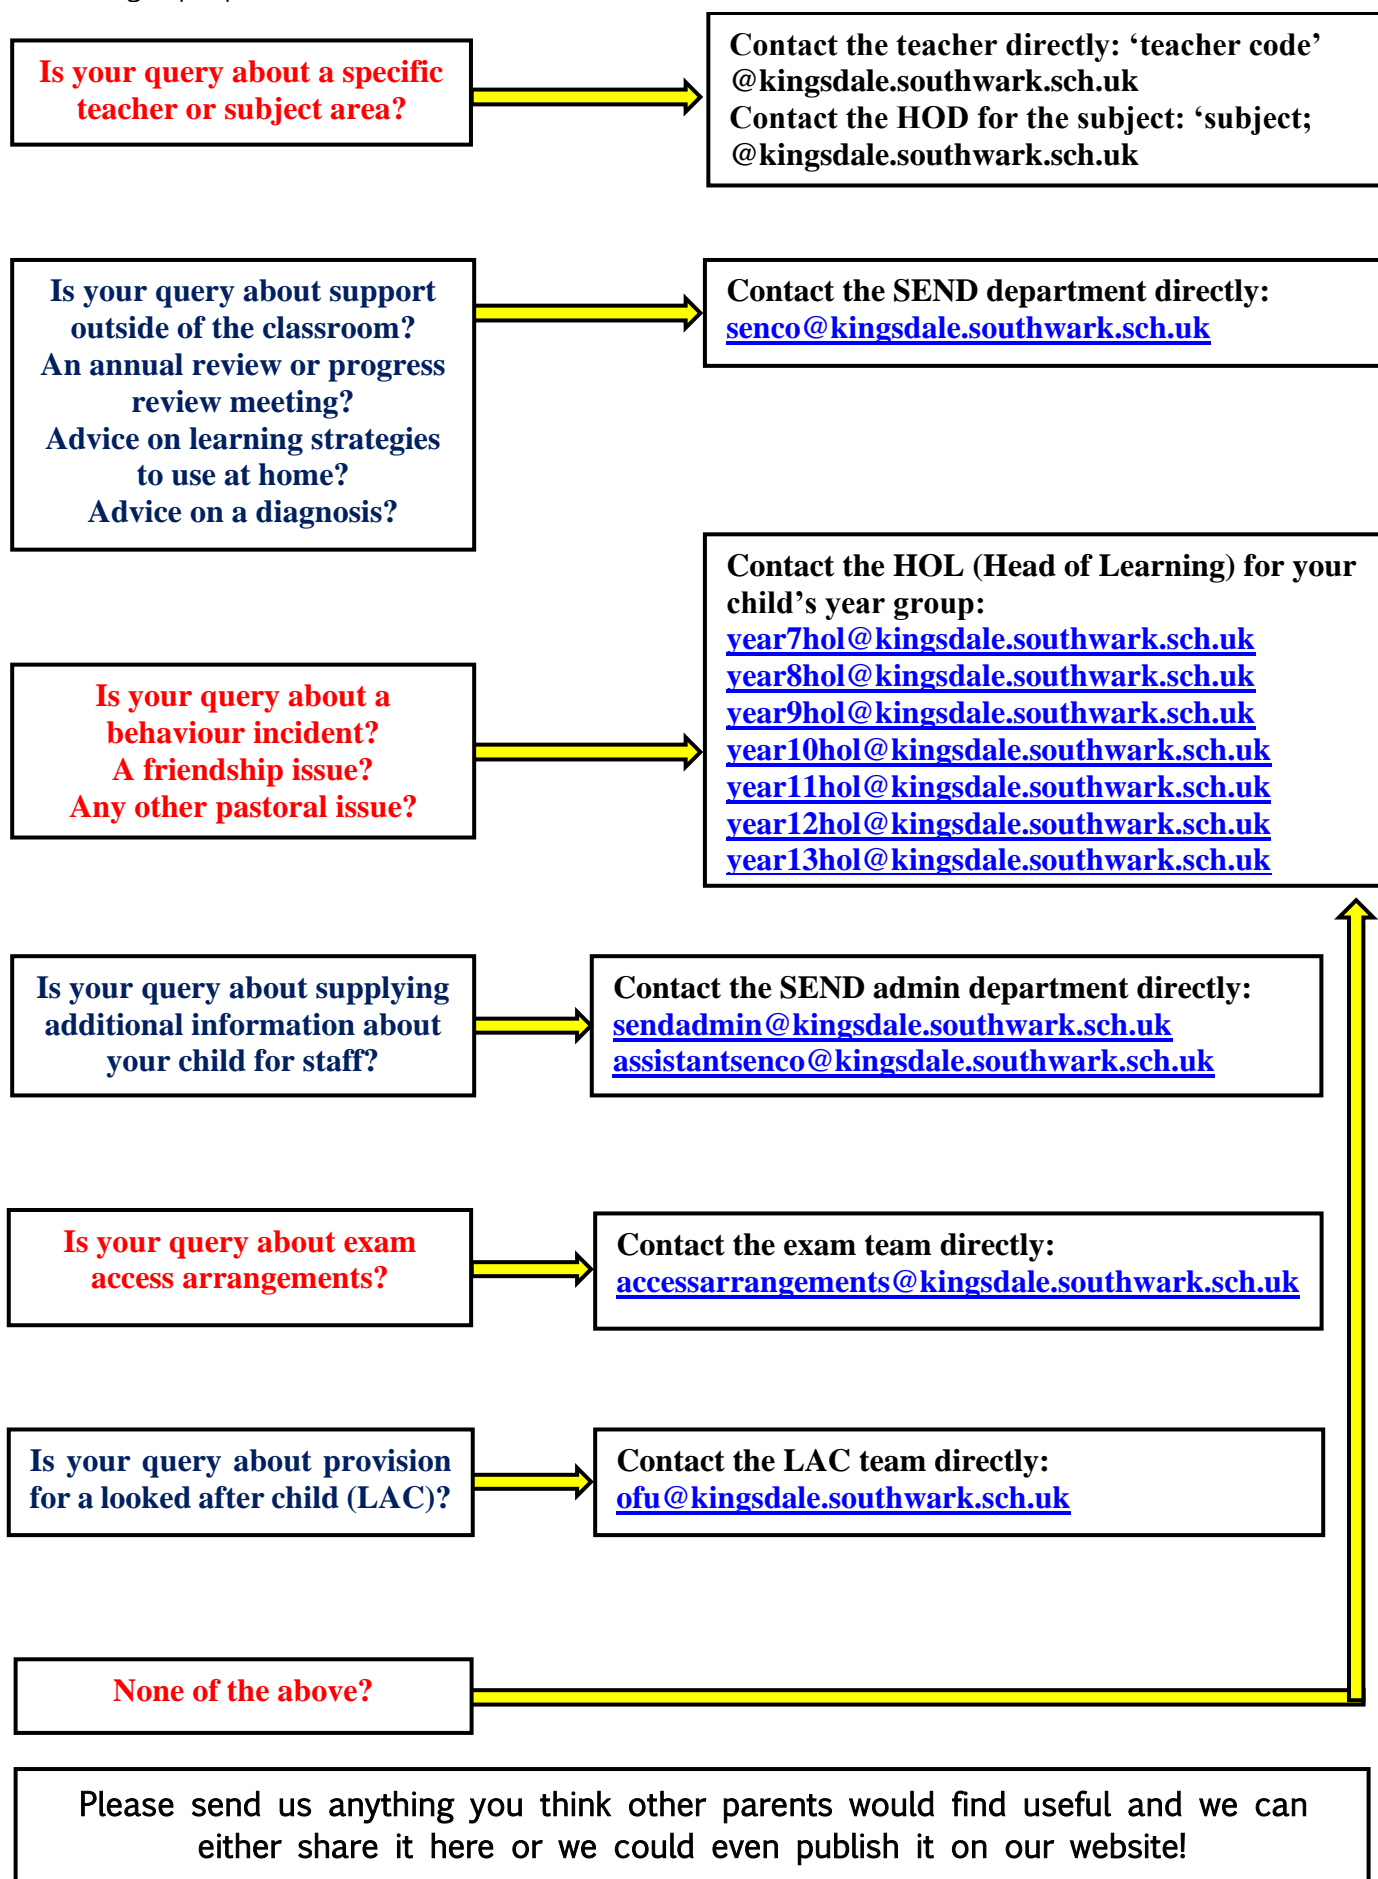 Is your query about a specific
teacher or subject area?
Contact the teacher directly: ‘teacher code’
@kingsdale.southwark.sch.uk
Contact the HOD for the subject: ‘subject;
@kingsdale.southwark.sch.uk
Is your query about support
outside of the classroom?
An annual review or progress
review meeting?
Advice on learning strategies
to use at home?
Advice on a diagnosis?
Contact the SEND department directly:
senco@kingsdale.southwark.sch.uk
Is your query about a
behaviour incident?
A friendship issue?
Any other pastoral issue?
Contact the HOL (Head of Learning) for your
child’s year group:
year7hol@kingsdale.southwark.sch.uk
year8hol@kingsdale.southwark.sch.uk
year9hol@kingsdale.southwark.sch.uk
year10hol@kingsdale.southwark.sch.uk
year11hol@kingsdale.southwark.sch.uk
year12hol@kingsdale.southwark.sch.uk
year13hol@kingsdale.southwark.sch.uk
Is your query about supplying
additional information about
your child for staff?
Contact the SEND admin department directly:
sendadmin@kingsdale.southwark.sch.uk
assistantsenco@kingsdale.southwark.sch.uk
Is your query about exam
access arrangements?
Contact the exam team directly:
accessarrangements@kingsdale.southwark.sch.uk
Is your query about provision
for a looked after child (LAC)?
Contact the LAC team directly:
ofu@kingsdale.southwark.sch.uk
None of the above?
Please send us anything you think other parents would find useful and we can
either share it here or we could even publish it on our website!